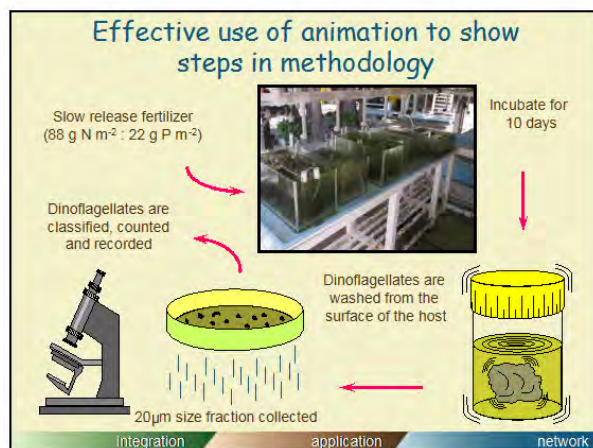 Effective use of animation to show
steps in methodology
Slow release fertilizer
(88 g N m-² : 22 g P m-²)
Incubate for
10 days
Dinoflagellates are
classified, counted
and recorded
Dinoflagellates are
washed from the
surface of the host
20µm size fraction collected
integration
application
network